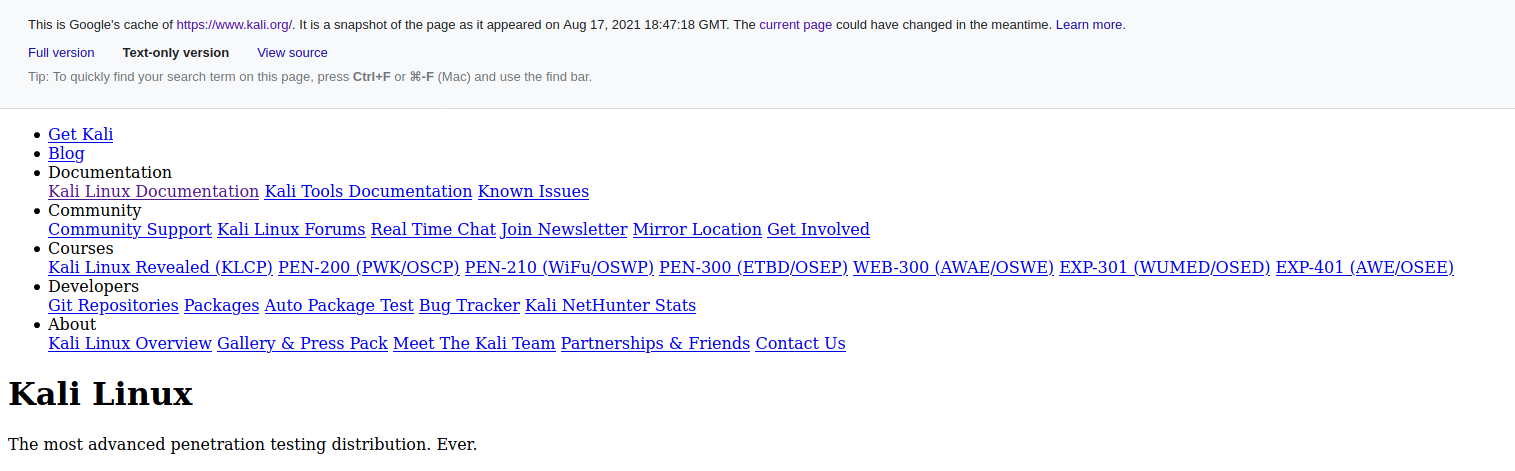 This is Google's cache of https://www.kali.org/. It is a snapshot of the page as it appeared on Aug 17, 2021 18:47:18 GMT. The current page could have changed in the meantime. Learn more.
Full version Text-only version View source
Tip: To quickly find your search term on this page, press Ctrl+F or ⌘-F (Mac) and use the find bar.
• Get Kali
• Blog
• Documentation
Kali Linux Documentation Kali Tools Documentation Known Issues
• Community
Community Support Kali Linux Forums Real Time Chat Join Newsletter Mirror Location Get Involved
• Courses
Kali Linux Revealed (KLCP) PEN-200 (PWK/OSCP) PEN-210 (WiFu/OSWP) PEN-300 (ETBD/OSEP) WEB-300 (AWAE/OSWE) EXP-301 (WUMED/OSED) EXP-401 (AWE/OSEE)
• Developers
Git Repositories Packages Auto Package Test Bug Tracker Kali NetHunter Stats
• About
Kali Linux Overview Gallery & Press Pack Meet The Kali Team Partnerships & Friends Contact Us
Kali Linux
The most advanced penetration testing distribution. Ever.